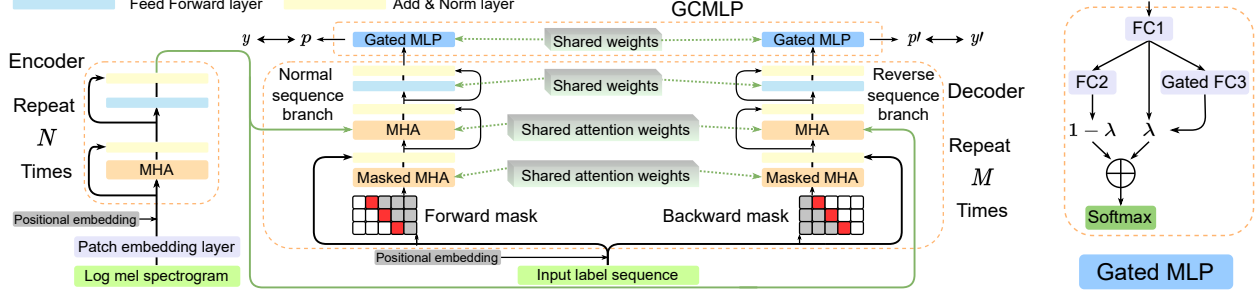 Feed Forward layer
Add & Norm layer
GCMLP
y
p
Gated MLP
Shared weights
Gated MLP
p′
y′
Encoder
Repeat
N
Times
MHA
Positional embedding
Patch embedding layer
Log mel spectrogram
Normal
sequence
branch
Shared weights
Reverse
sequence
branch
Decoder
MHA
Shared attention weights
MHA
Masked MHA
Shared attention weights
Masked MHA
Repeat
M
Times
Forward mask
Backward mask
Positional embedding
Input label sequence
FC1
FC2
Gated FC3
1 − λ
λ
Softmax
Gated MLP